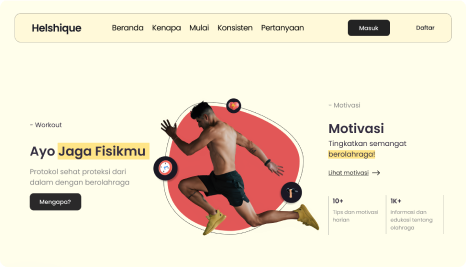 Helshique
Beranda Kenapa Mulai Konsisten Pertanyaan
Masuk
Daftar
- Workout
Ayo Jaga Fisikmu
Protokol sehat proteksi dari
dalam dengan berolahraga
Mengapa?
- Motivasi
Motivasi
Tingkatkan semangat
berolahraga!
Lihat motivasi →
10+
Tips dan motivasi
harian
1K+
Informasi dan
edukasi tentang
olahraga